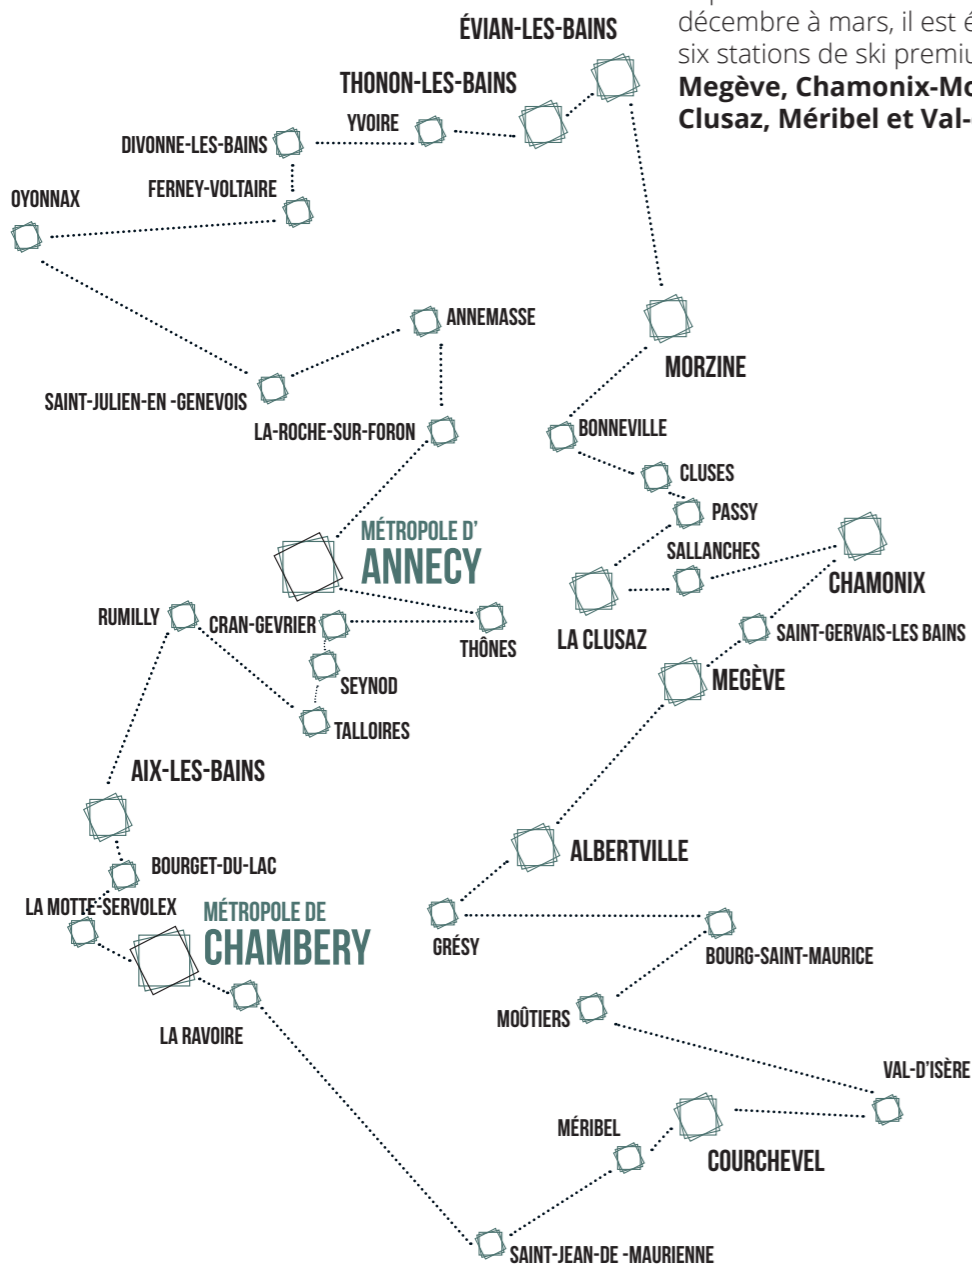 décembre à mars, il est é
six stations de ski premiu
Megève, Chamonix-Mo
Clusaz, Méribel et Val-
ÉVIAN-LES-BAINS
THONON-LES-BAINS
YVOIRE
DIVONNE-LES-BAINS
FERNEY-VOLTAIRE
OYONNAX
ANNEMASSE
MORZINE
SAINT-JULIEN-EN -GENEVOIS
LA-ROCHE-SUR-FORON
BONNEVILLE
CLUSES
PASSY
SALLANCHES
MÉTROPOLE D'
ANNECY
CHAMONIX
RUMILLY
CRAN-GEVRIER
THÔNES
LA CLUSAZ
SAINT-GERVAIS-LES BAINS
SEYNOD
MEGÈVE
TALLOIRES
AIX-LES-BAINS
ALBERTVILLE
BOURGET-DU-LAC
LA MOTTE-SERVOLEX
MÉTROPOLE DE
CHAMBERY
GRÉSY
BOURG-SAINT-MAURICE
MOÛTIERS
LA RAVOIRE
VAL-D'ISÈRE
MÉRIBEL
COURCHEVEL
SAINT-JEAN-DE -MAURIENNE